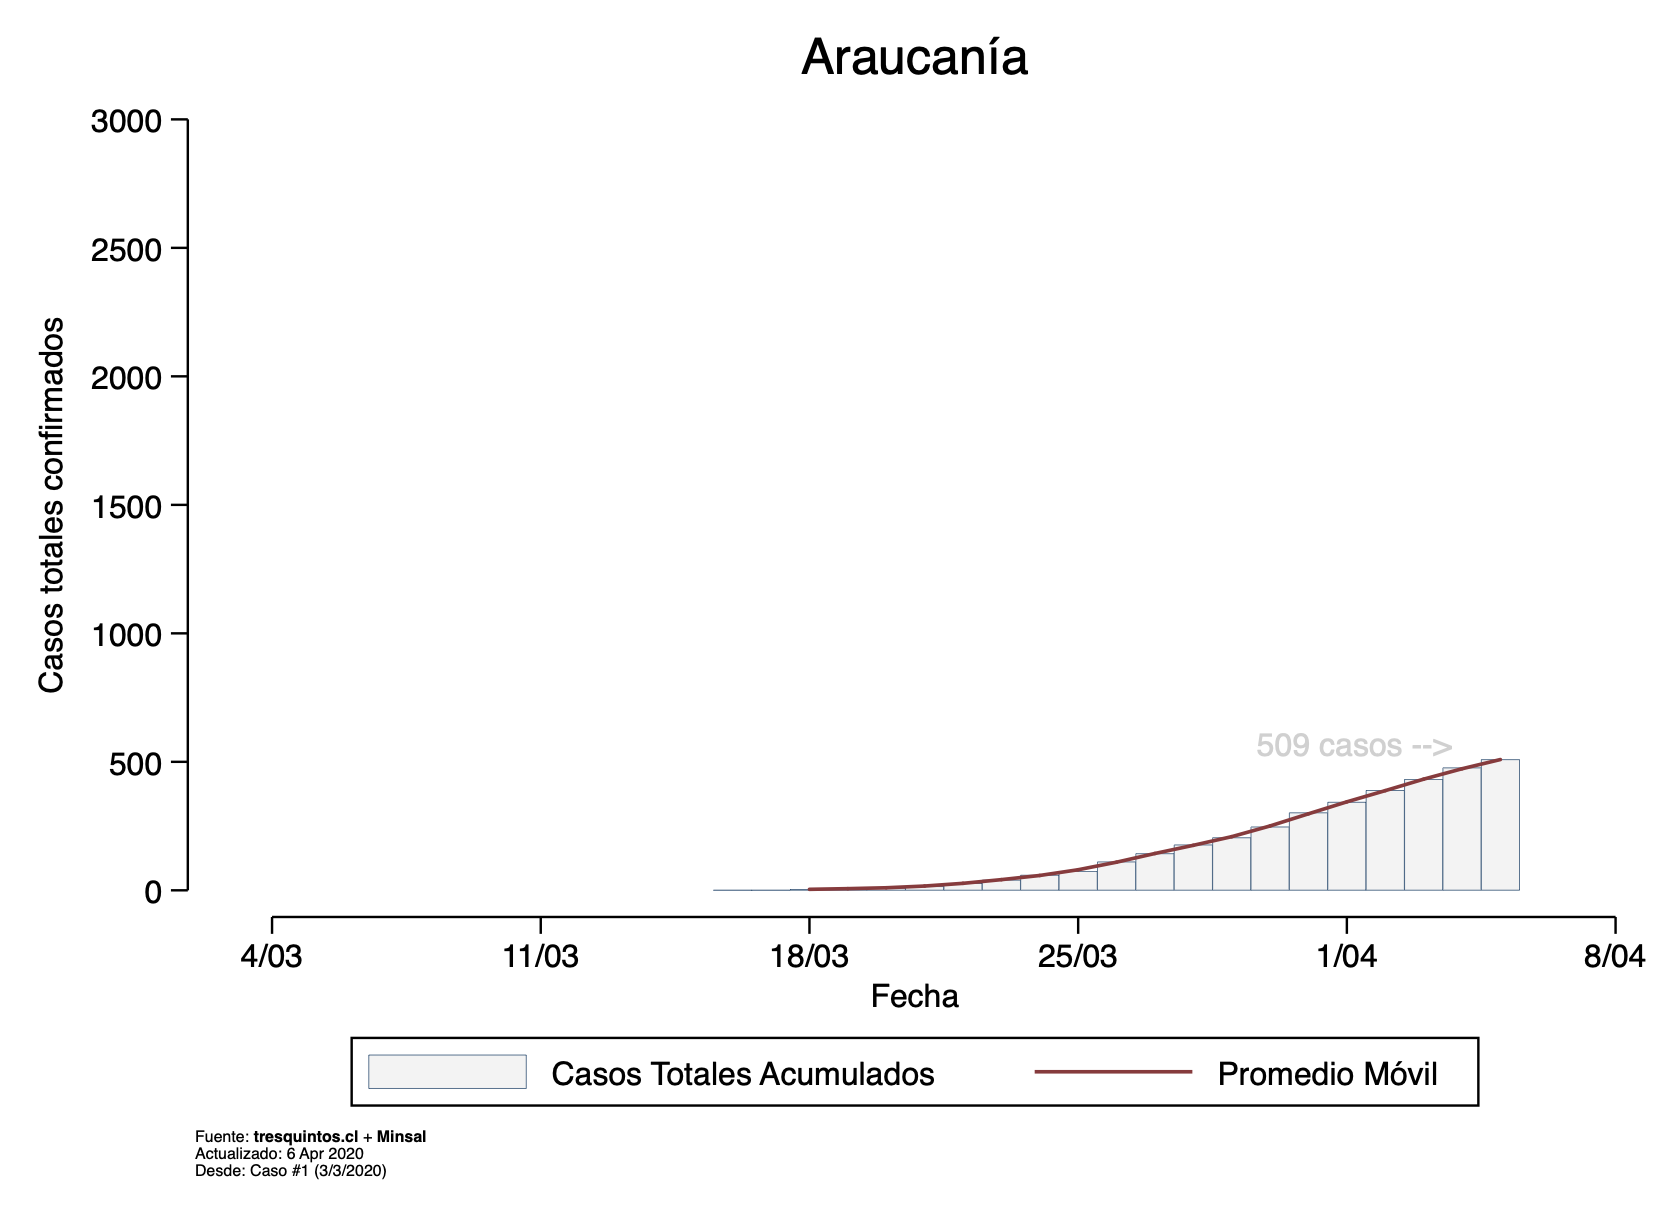 Araucanía
Casos totales confirmados
3000
2500
2000
1500
1000
500
0
509 casos -->
4/03
11/03
18/03
25/03
1/04
8/04
Fecha
Casos Totales Acumulados
Promedio Móvil
Fuente: tresquintos.cl + Minsal
Actualizado: 6 Apr 2020
Desde: Caso #1 (3/3/2020)